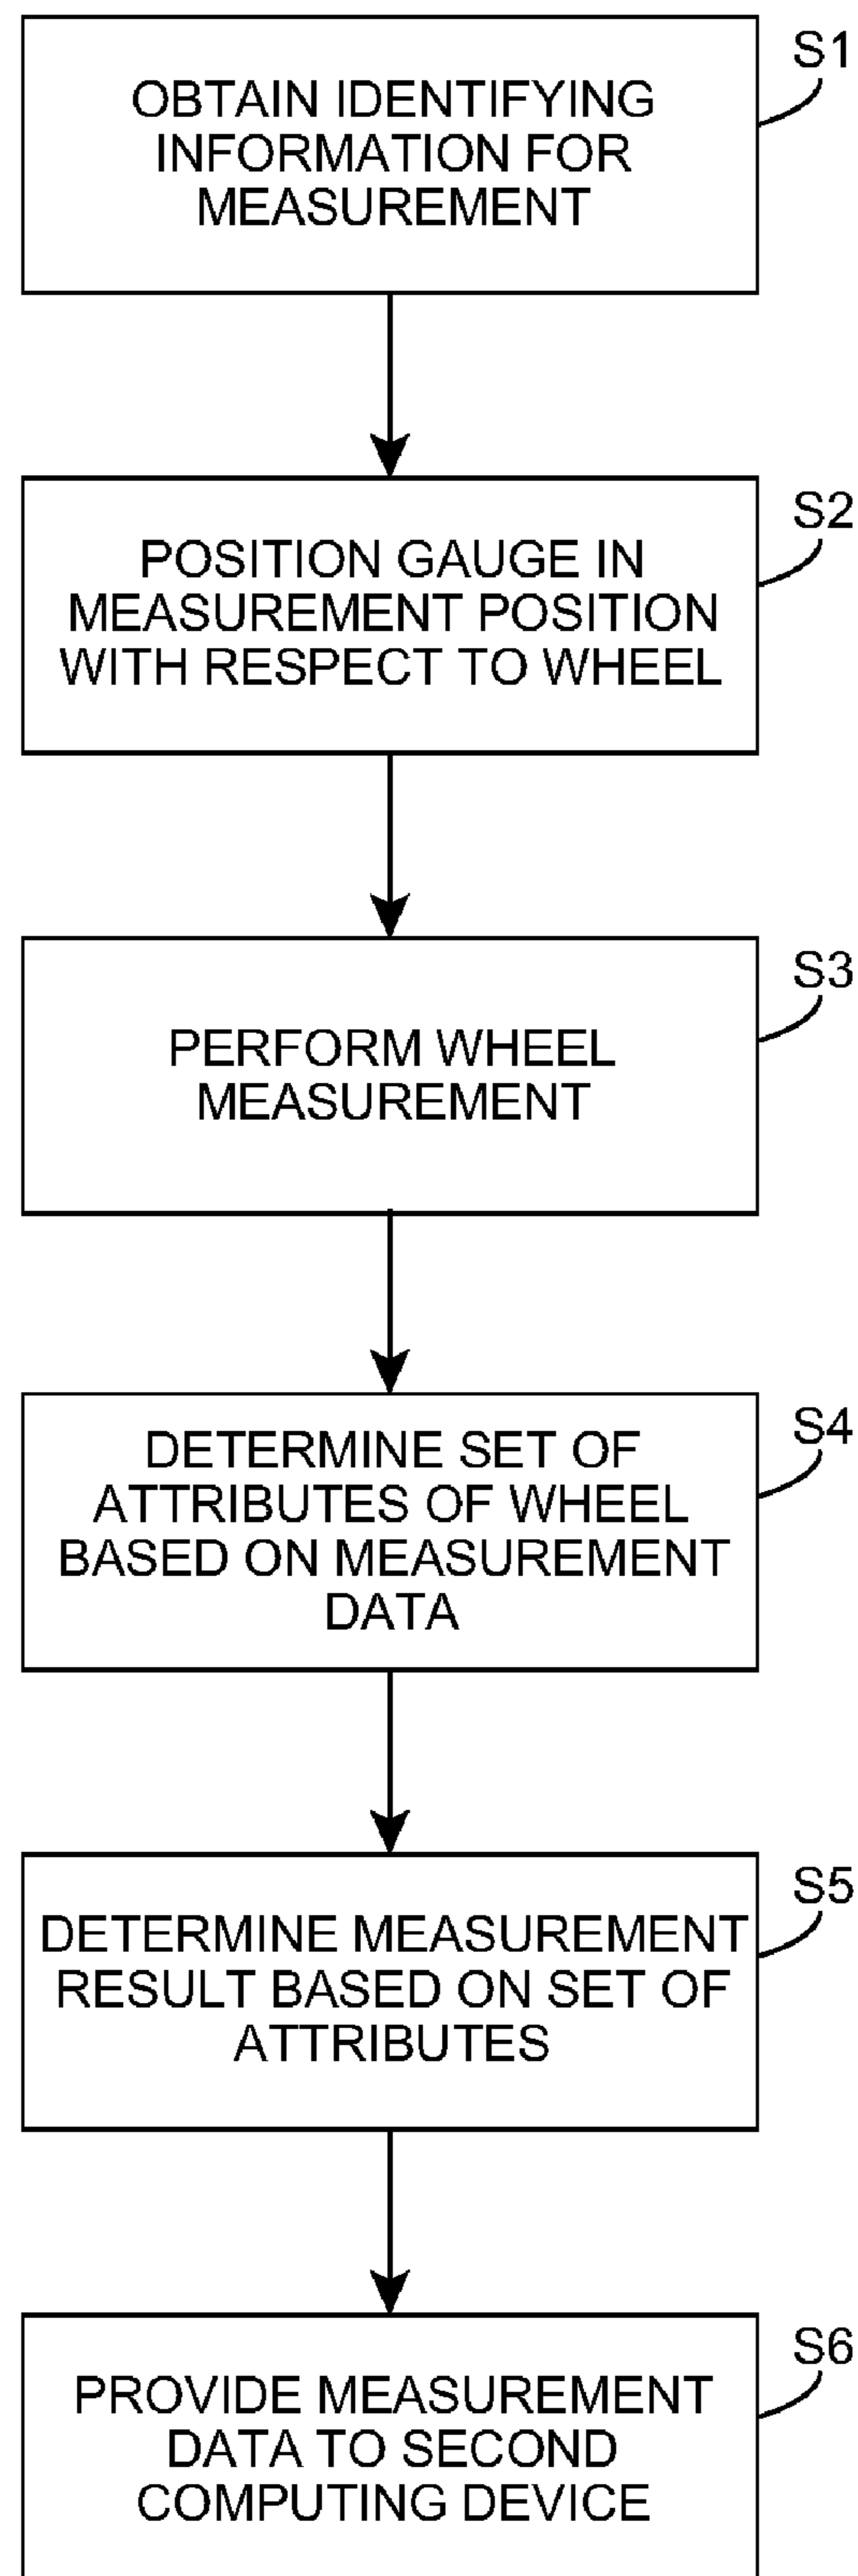 S1
OBTAIN IDENTIFYING
INFORMATION FOR
MEASUREMENT
S2
POSITION GAUGE IN
MEASUREMENT POSITION
WITH RESPECT TO WHEEL
S3
PERFORM WHEEL
MEASUREMENT
S4
DETERMINE SET OF
ATTRIBUTES OF WHEEL
BASED ON MEASUREMENT
DATA
S5
DETERMINE MEASUREMENT
RESULT BASED ON SET OF
ATTRIBUTES
S6
PROVIDE MEASUREMENT
DATA TO SECOND
COMPUTING DEVICE